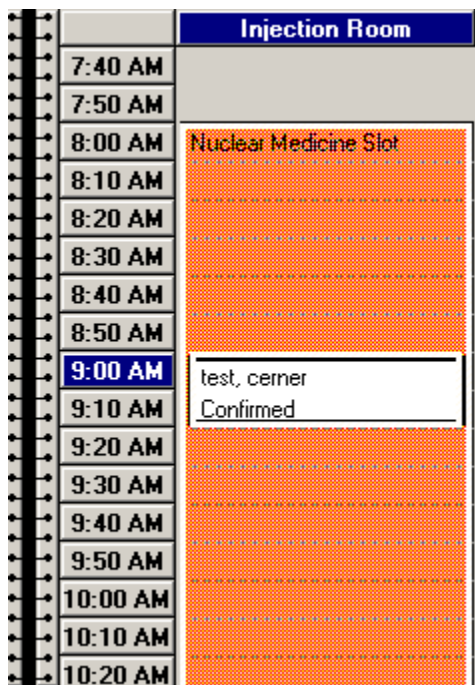 Injection Room
7:40 AM
7:50 AM
8:00 AM Nuclear Medicine Slot
8:10 AM
8:20 AM
8:30 AM
8:40 AM
8:50 AM
9:00 AM test, cerner
9:10 AM Confirmed
9:20 AM
9:30 AM
9:40 AM
9:50 AM
10:00 AM
10:10 AM
10:20 AM